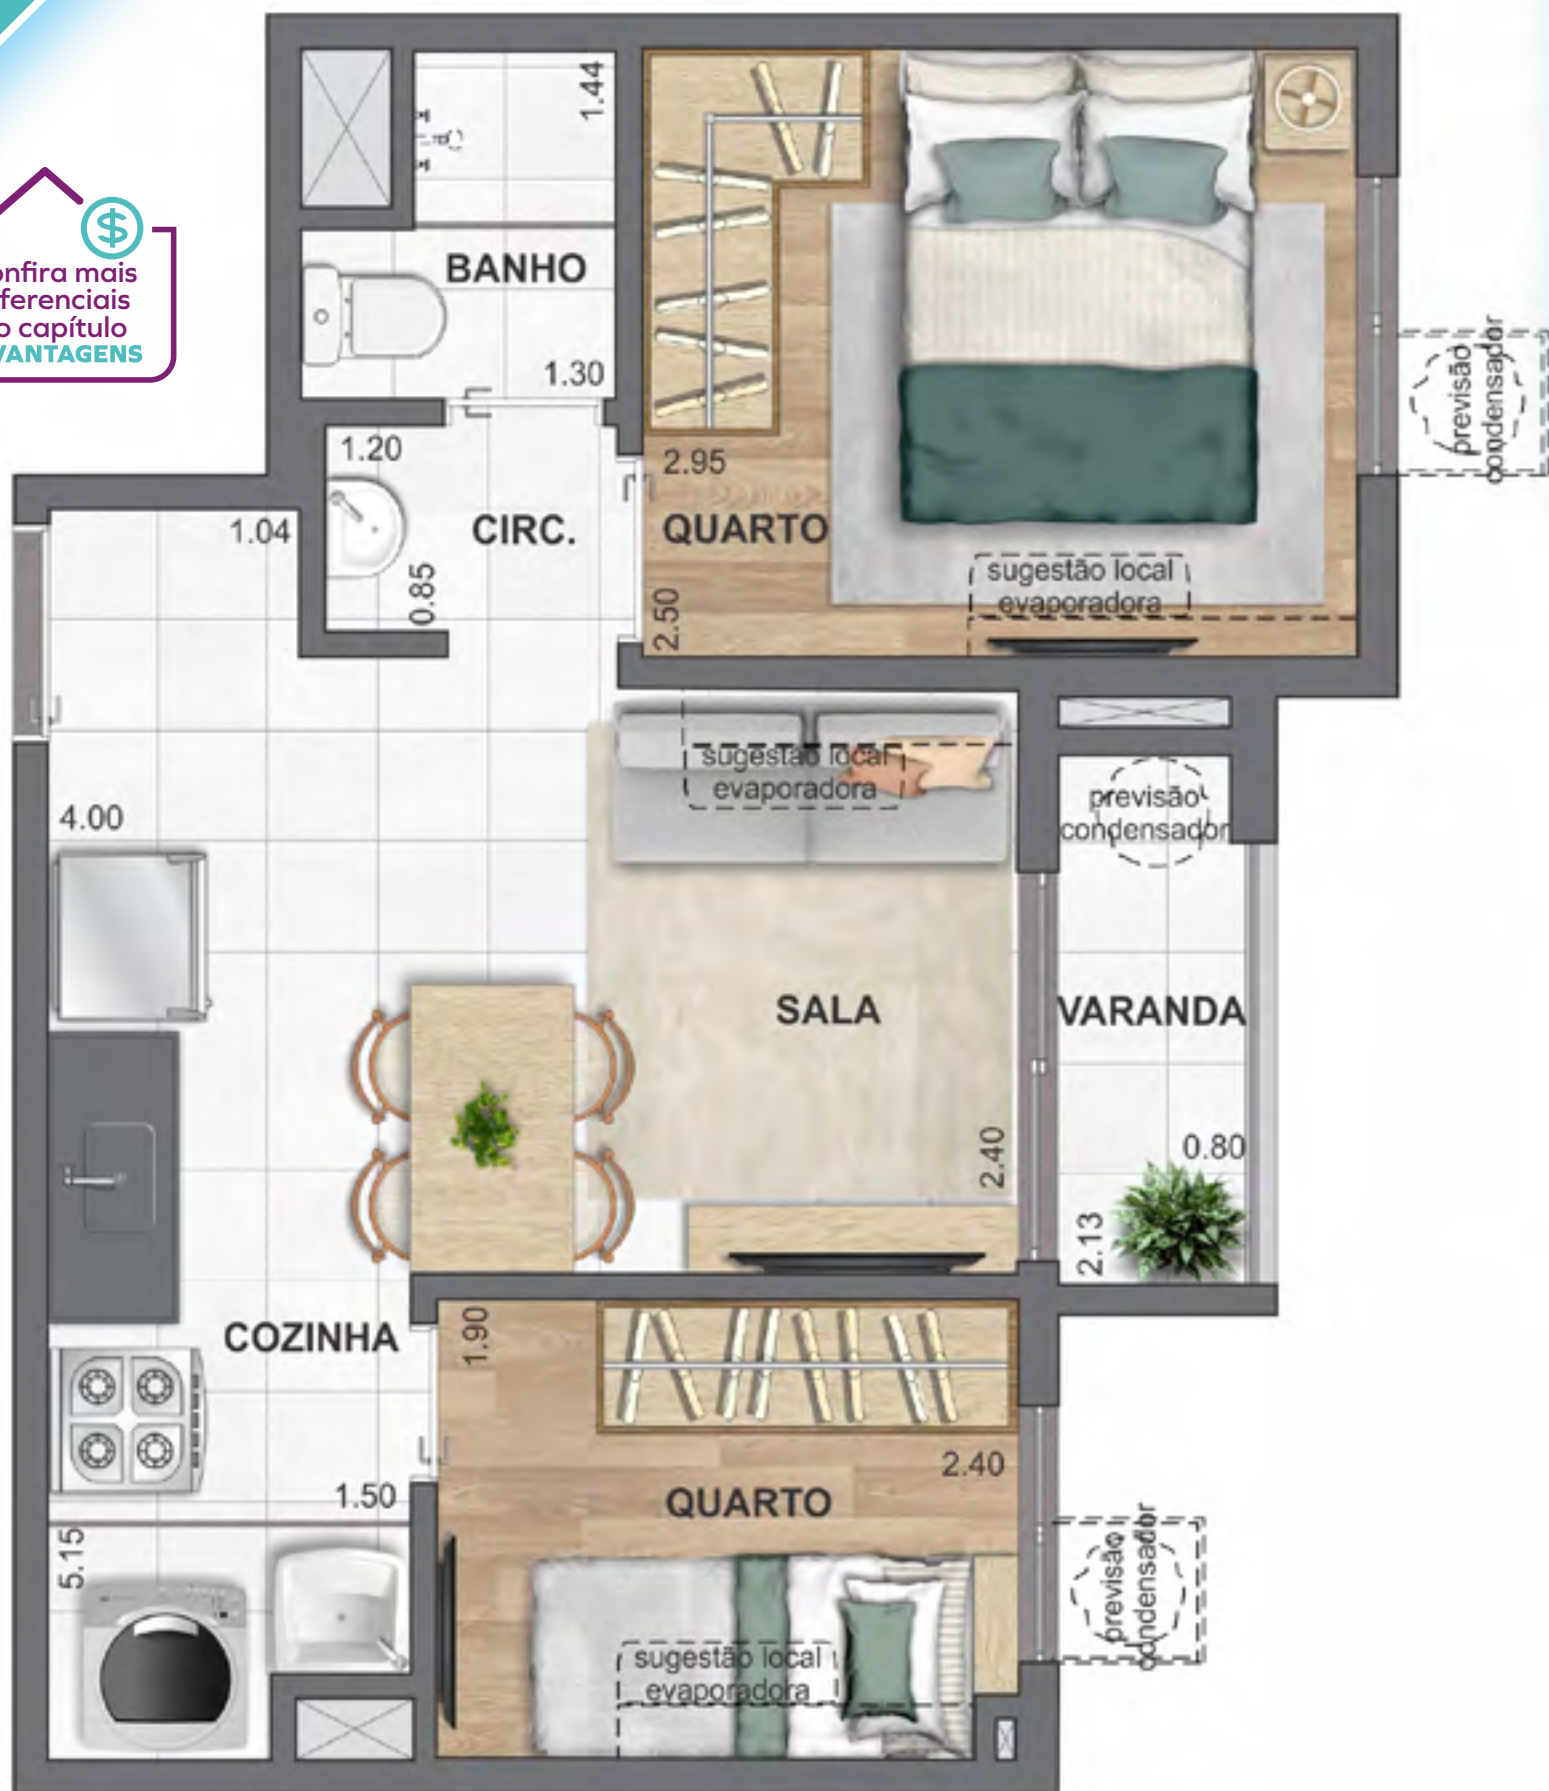 1.44
BANHO
1.30
onfira mais
ferenciais
o capítulo
VANTAGENS
previsão
condensador
1.20
2.95
1.04
CIRC.
QUARTO
0.85
2.50
sugestão local
evaporadora
sugestão local
evaporadora
previsão
condensador
4.00
SALA
VARANDA
2.40
0.80
2.13
COZINHA
1.90
2.40
1.50
QUARTO
5.15
previsão
condensador
sugestão local
evaporadora